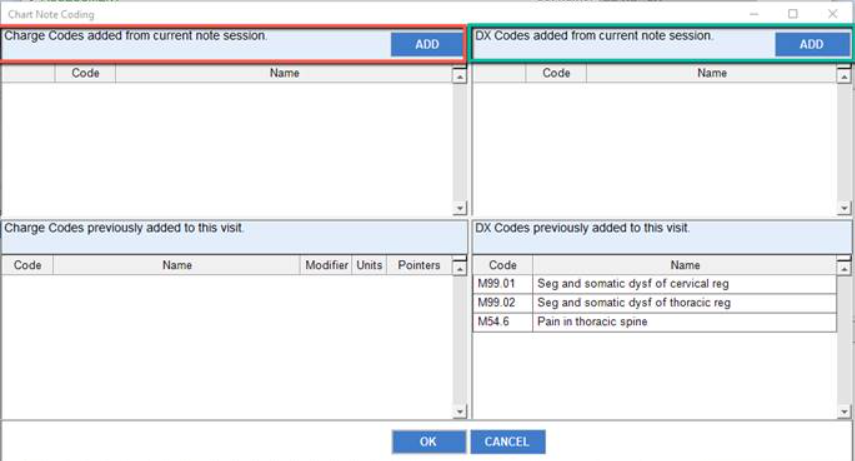 Chart Note Coding
Charge Codes added from current note session. ADD
DX Codes added from current note session. ADD
Code Name
Code Name
Charge Codes previously added to this visit.
DX Codes previously added to this visit.
Code Name Modifier Units Pointers
Code Name
M99.01 Seg and somatic dysf of cervical reg
M99.02 Seg and somatic dysf of thoracic reg
M54.6 Pain in thoracic spine
OK CANCEL